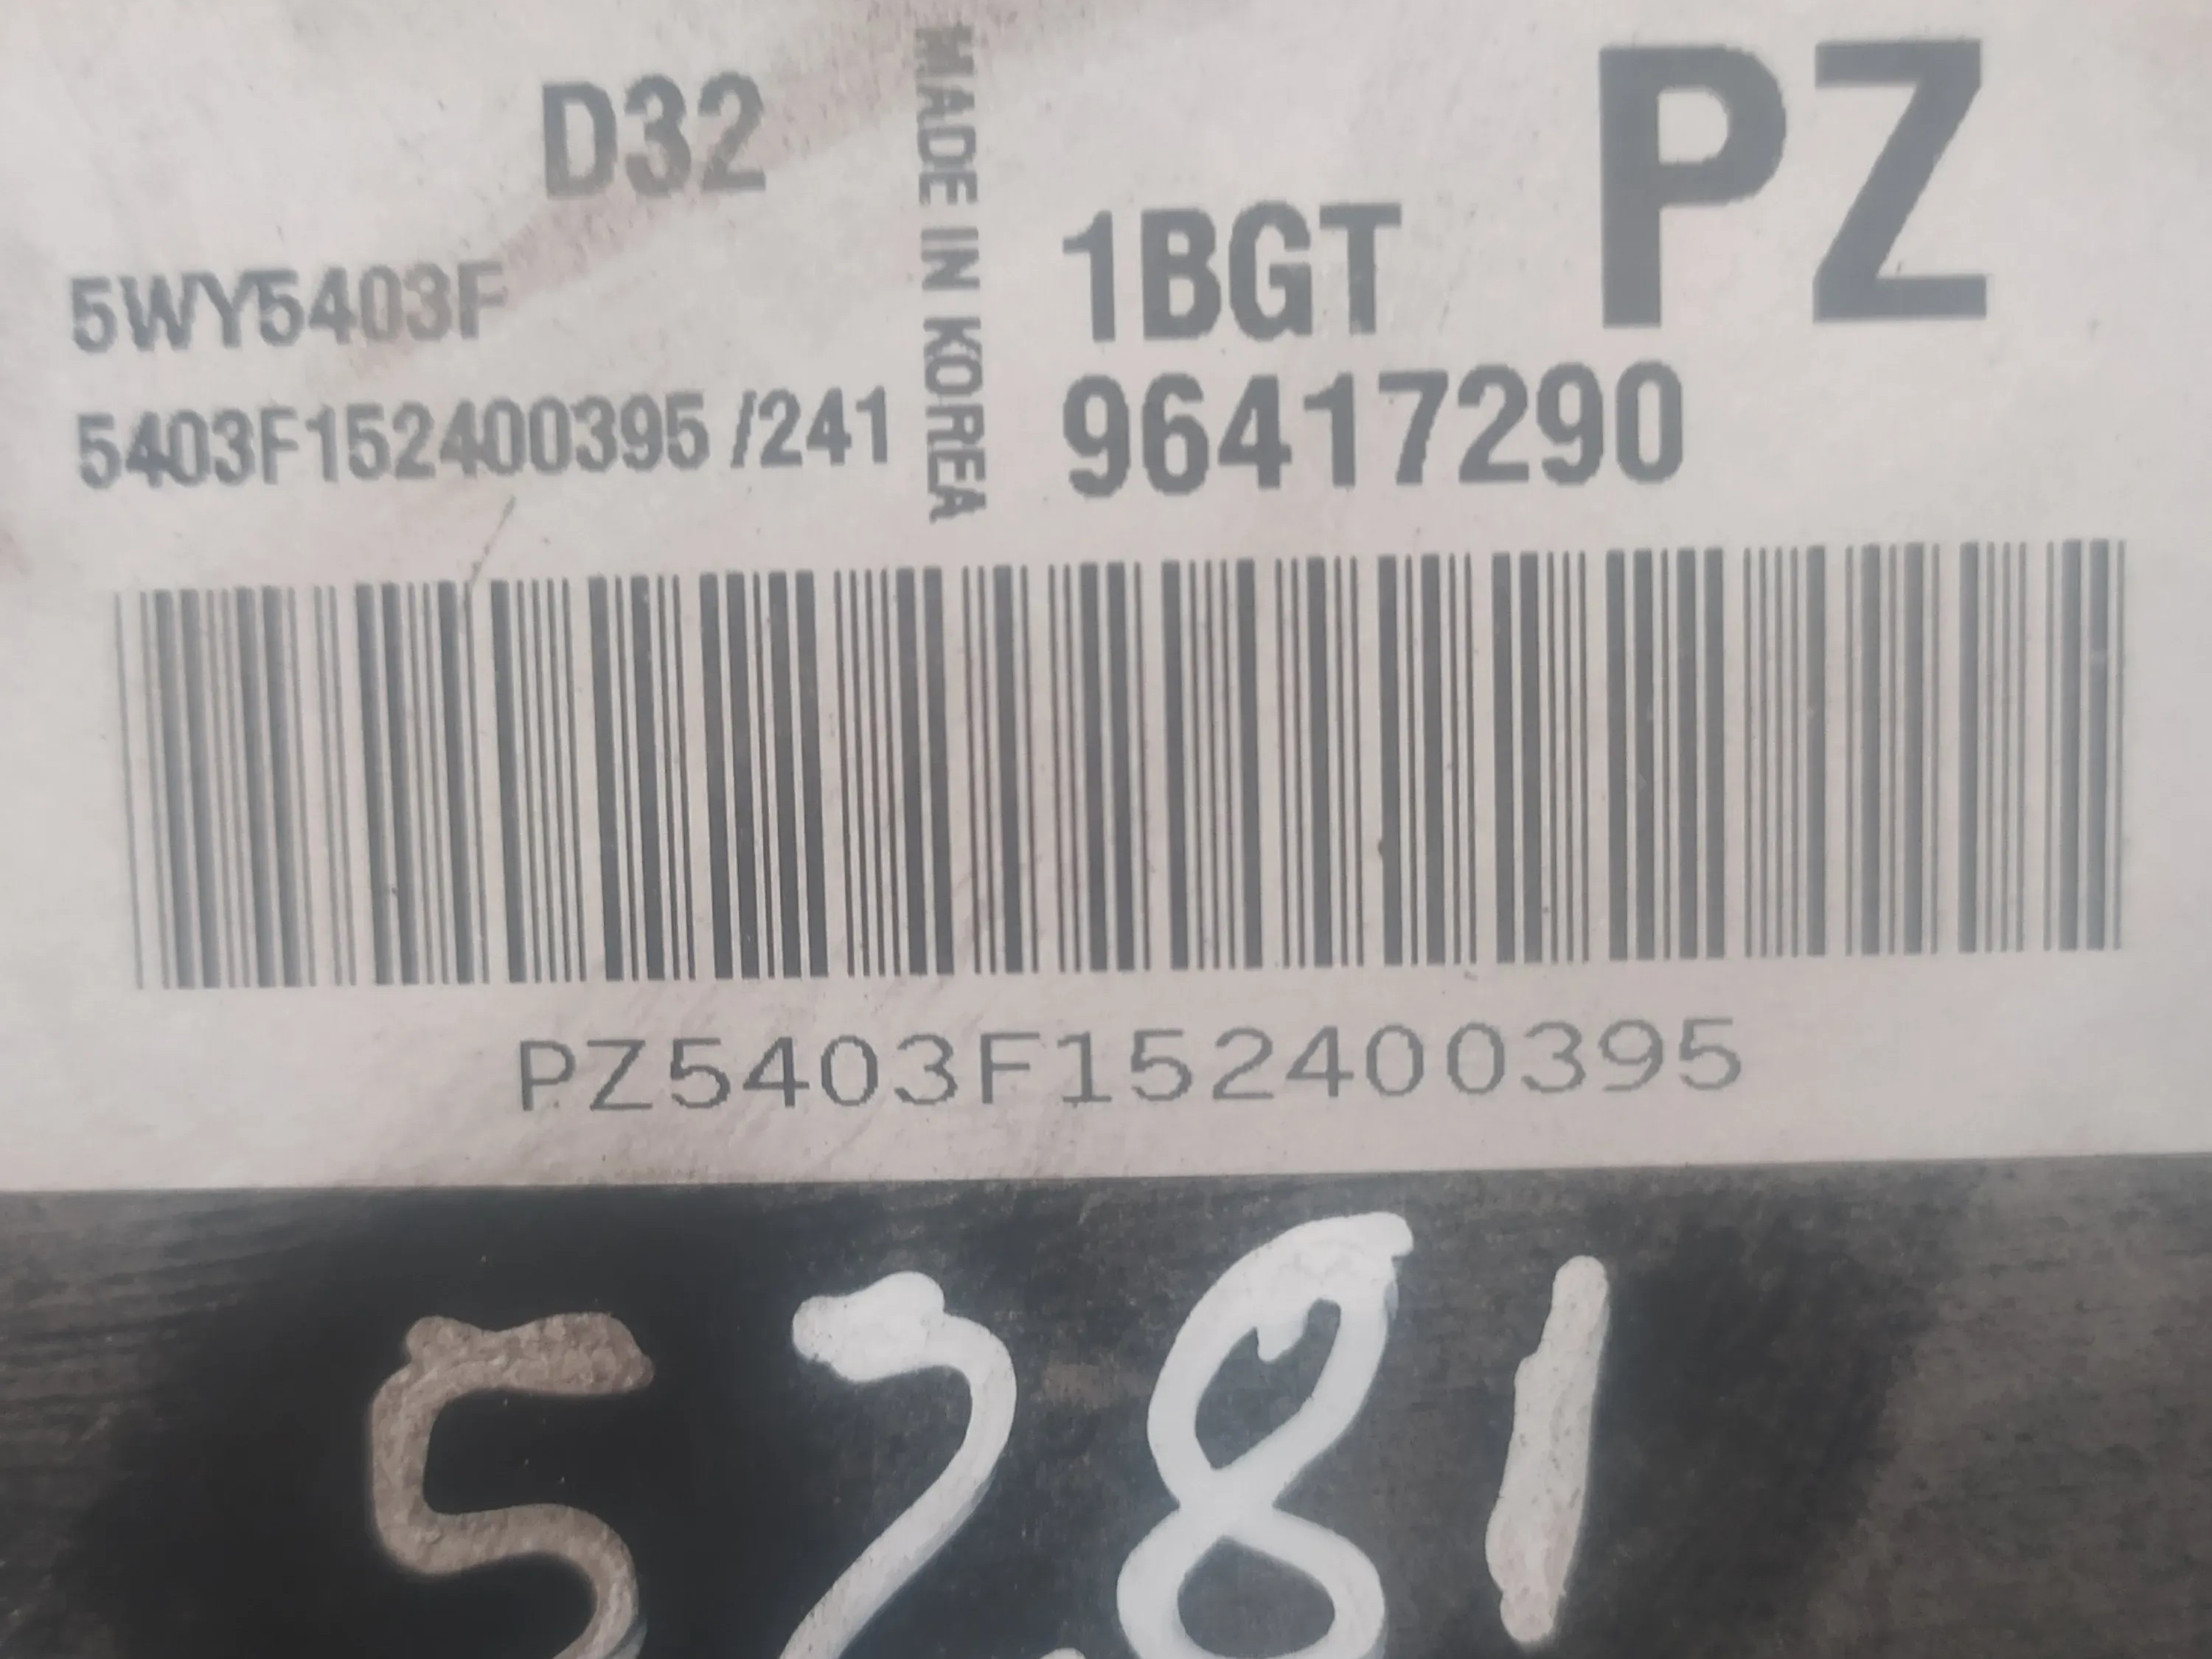 D32
5WY5403F
5403F152400395 /241
MADE IN KOREA
PZ
1BGT
96417290
PZ5403F152400395
5281